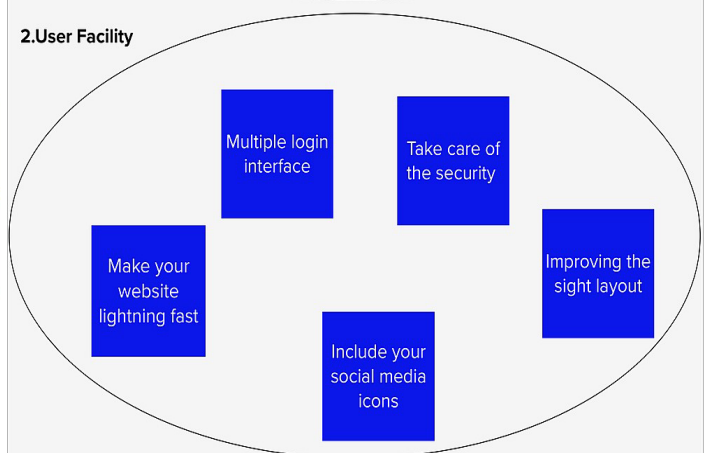 2.User Facility
Multiple login
interface
Take care of
the security
Make your
website
lightning fast
Improving the
sight layout
Include your
social media
icons